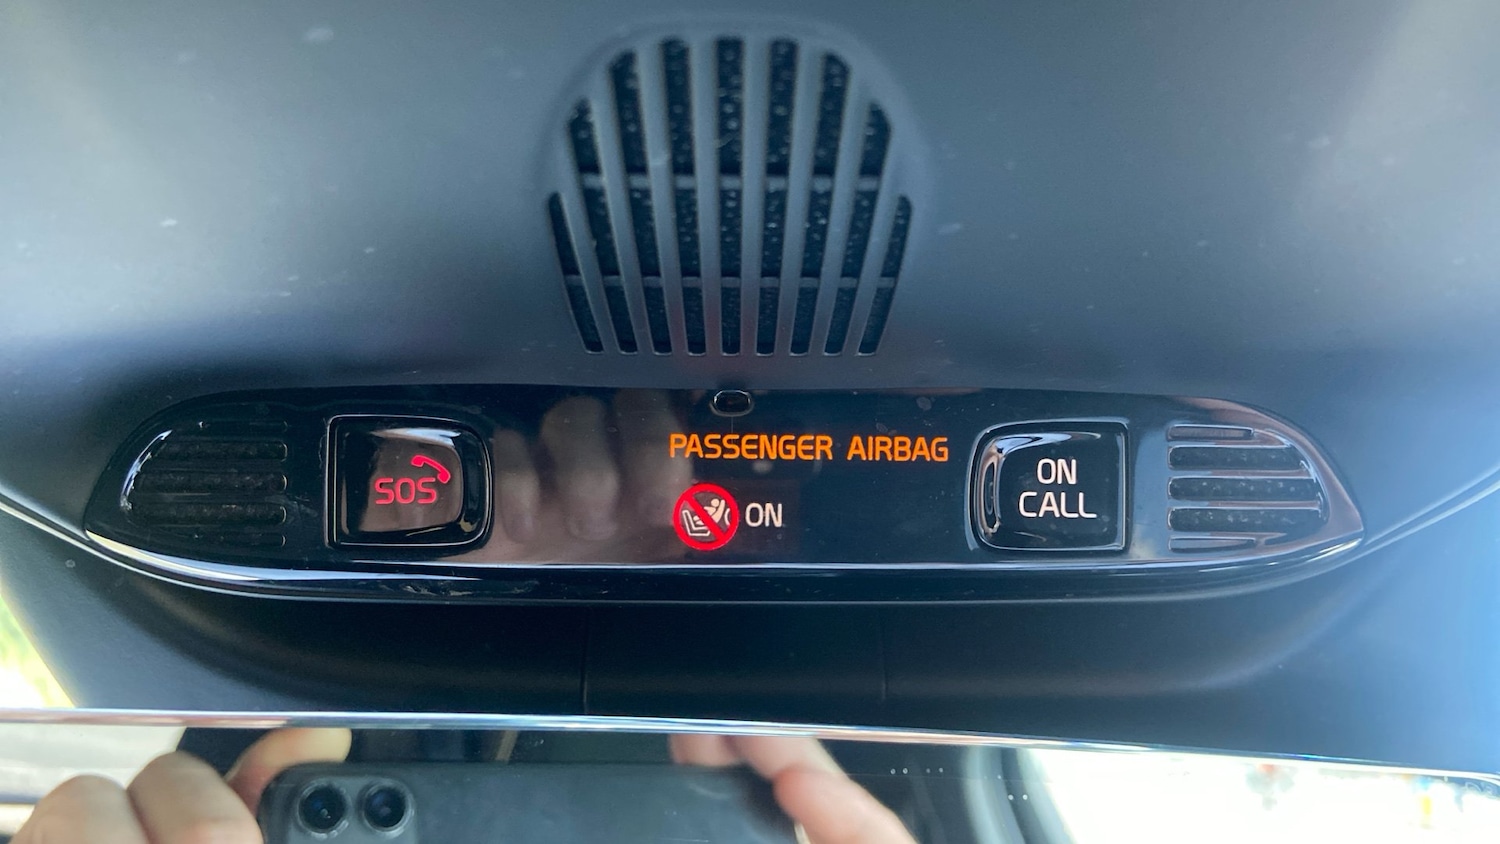 SOS
PASSENGER AIRBAG
ON
ON
CALL